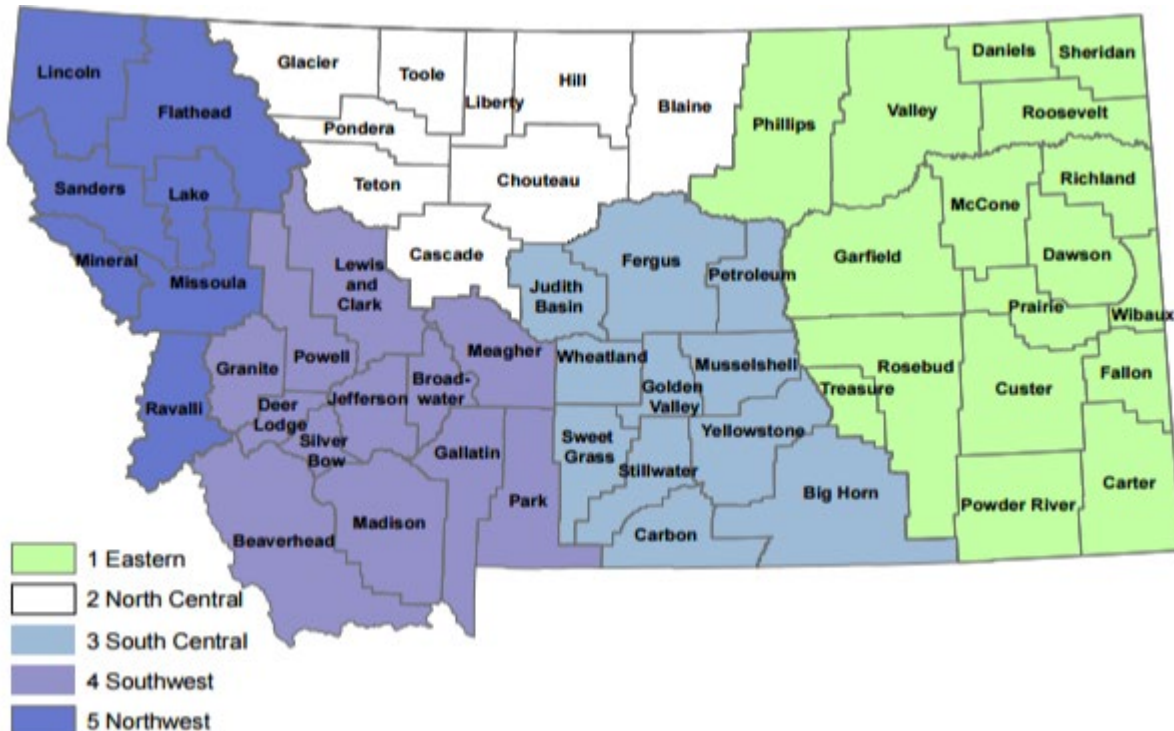 Lincoln
Flathead
Glacier
Toole
Liberty
Hill
Blaine
Phillips
Valley
Daniels
Sheridan
Roosevelt
Pondera
Teton
Chouteau
Sanders
Lake
McCone
Richland
Mineral
Missoula
Lewis
and
Clark
Cascade
Judith
Basin
Fergus
Petroleum
Garfield
Dawson
Prairie
Wibaux
Granite
Powell
Meagher
Wheatland
Musselshell
Golden
Valley
Treasure
Rosebud
Custer
Fallon
Ravalli
Deer
Lodge
Silver
Bow
Jefferson
Broad-
water
Gallatin
Sweet
Grass
Stillwater
Yellowstone
Park
Big Horn
Powder River
Carter
Beaverhead
Madison
Carbon
1 Eastern
2 North Central
3 South Central
4 Southwest
5 Northwest